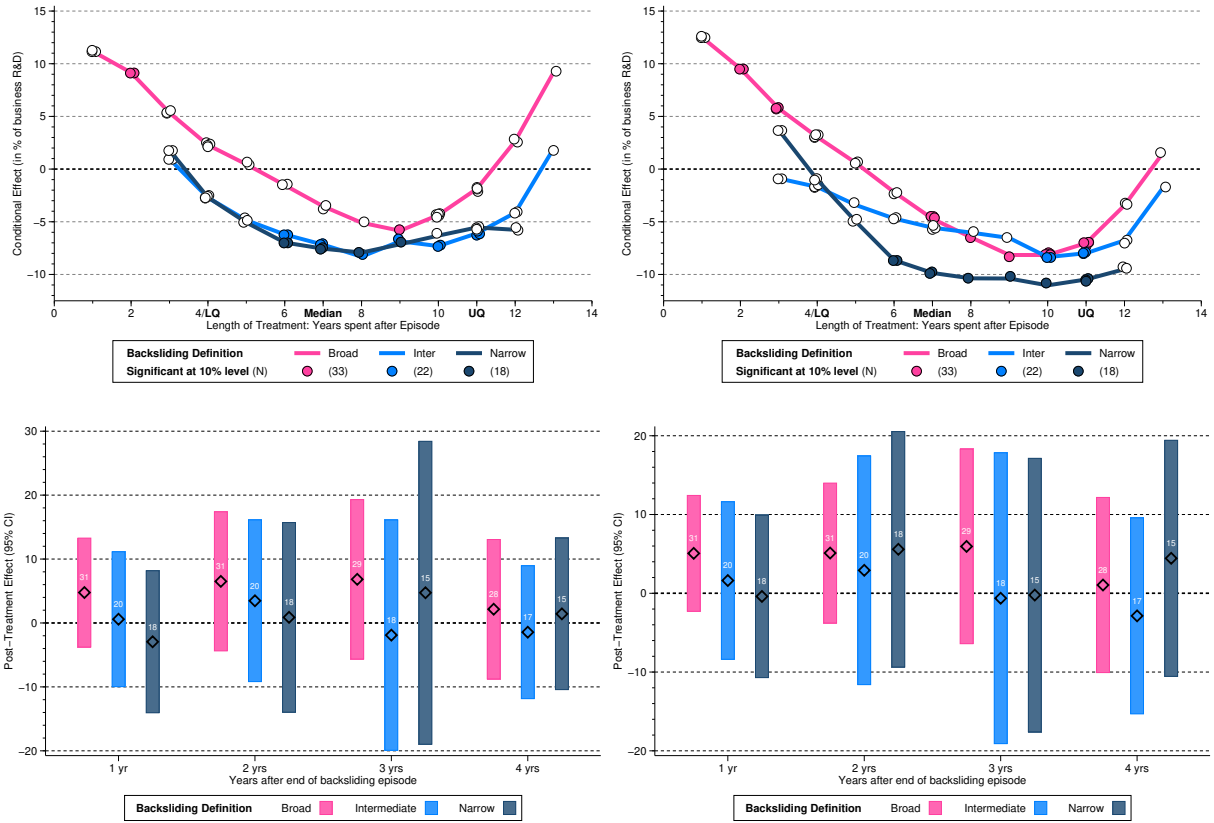 15
10
5
0
−5
−10
Conditional Effect (in % of business R&D)
0
2
4/LQ
6
Median
8
10
UQ
12
14
Length of Treatment: Years spent after Episode
Backsliding Definition
Broad
Inter
Narrow
Significant at 10% level (N)
(33)
(22)
(18)
15
10
5
0
−5
−10
Conditional Effect (in % of business R&D)
0
2
4/LQ
6
Median
8
10
UQ
12
14
Length of Treatment: Years spent after Episode
Backsliding Definition
Broad
Inter
Narrow
Significant at 10% level (N)
(33)
(22)
(18)
30
20
10
0
−10
−20
Post−Treatment Effect (95% CI)
31
20
18
31
20
18
29
18
15
28
17
15
1 yr
2 yrs
3 yrs
4 yrs
Years after end of backsliding episode
Backsliding Definition
Broad
Intermediate
Narrow
20
10
0
−10
−20
Post−Treatment Effect (95% CI)
31
20
18
31
20
18
29
18
15
28
17
15
1 yr
2 yrs
3 yrs
4 yrs
Years after end of backsliding episode
Backsliding Definition
Broad
Intermediate
Narrow